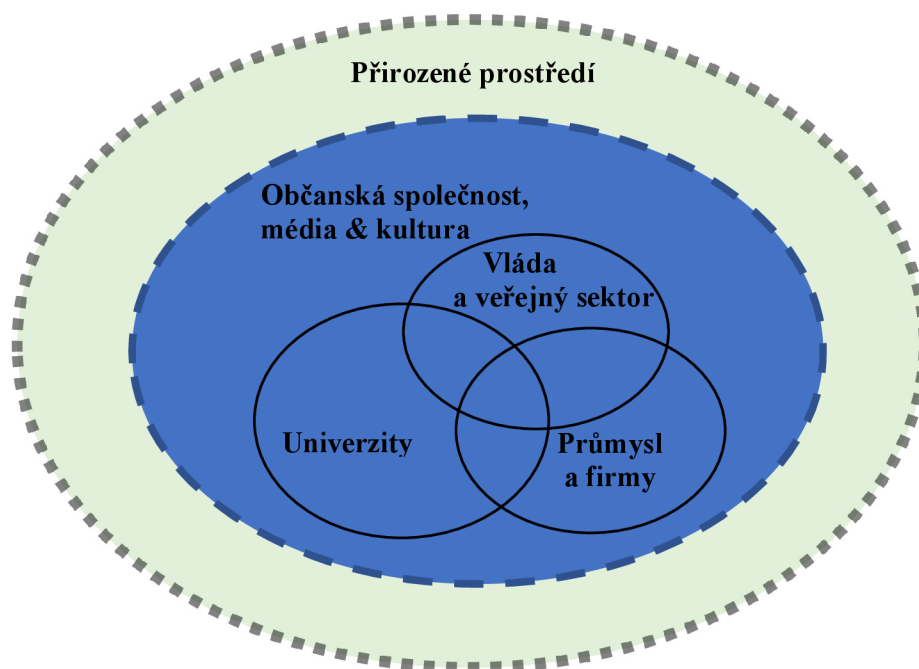 Přirozené prostředí
Občanská společnost,
média & kultura
Vláda
a veřejný sektor
Univerzity
Průmysl
a firmy